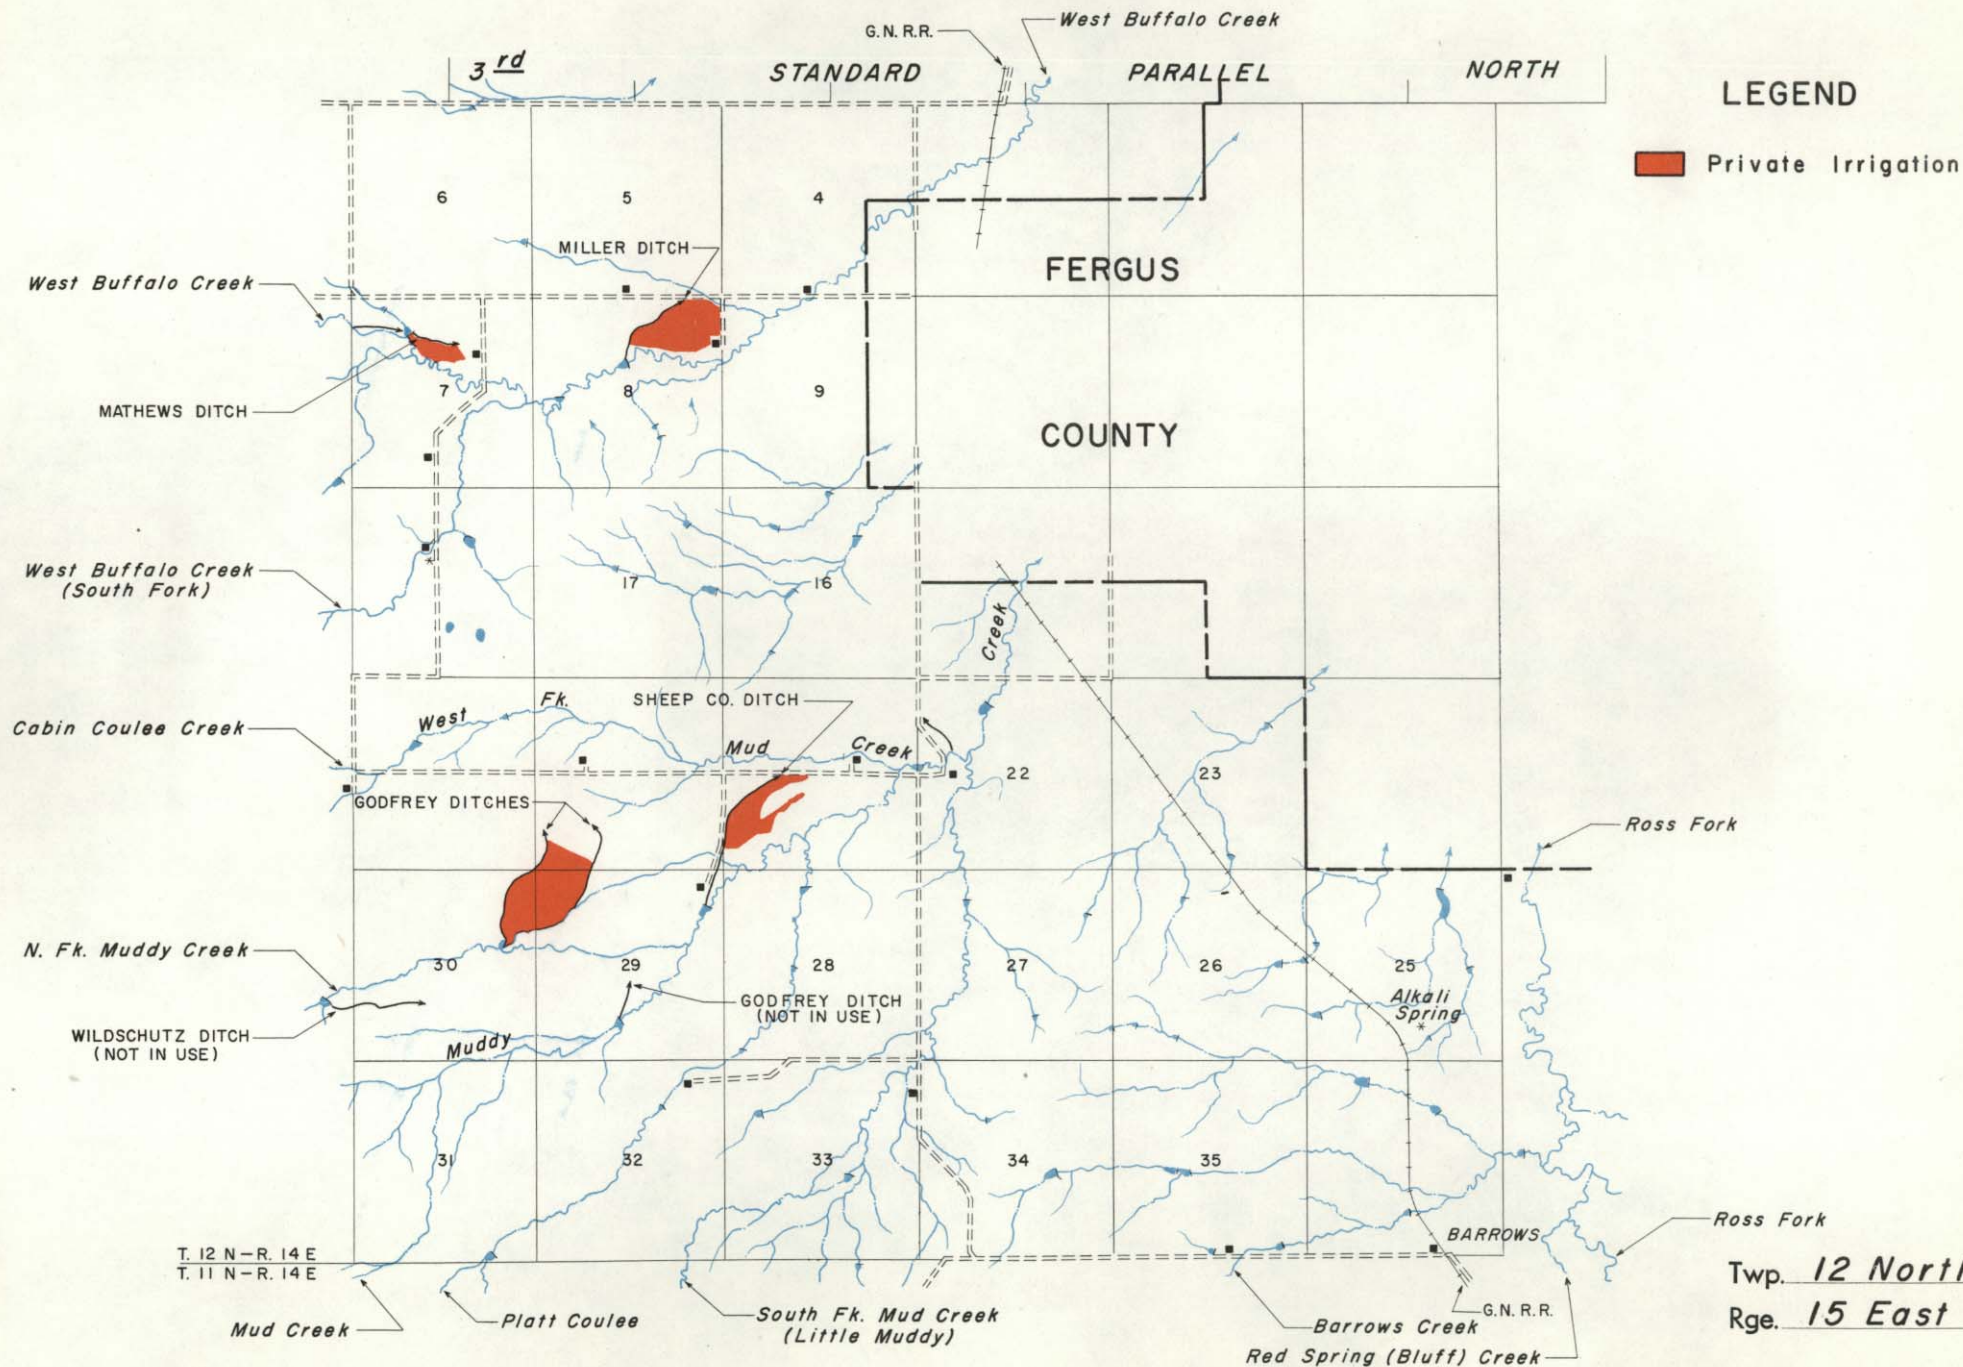 G.N.R.R.
West Buffalo Creek
3 rd STANDARD PARALLEL NORTH
LEGEND
Private Irrigation
6
5
4
MILLER DITCH
FERGUS
West Buffalo Creek
7
8
9
MATHEWS DITCH
COUNTY
West Buffalo Creek
(South Fork)
17
16
Creek
Cabin Coulee Creek
West Fk. Mud Creek
SHEEP CO. DITCH
22
23
GODFREY DITCHES
Ross Fork
N. Fk. Muddy Creek
30
29
28
27
26
25
GODFREY DITCH
(NOT IN USE)
Alkali
Spring
WILDSCHUTZ DITCH
(NOT IN USE)
Muddy
31
32
33
34
35
BARROWS
Ross Fork
T. 12 N-R. 14 E
T. 11 N-R. 14 E
Mud Creek
Platt Coulee
South Fk. Mud Creek
(Little Muddy)
Barrows Creek
G.N.R.R.
Red Spring (Bluff) Creek
Twp. 12 North
Rge. 15 East